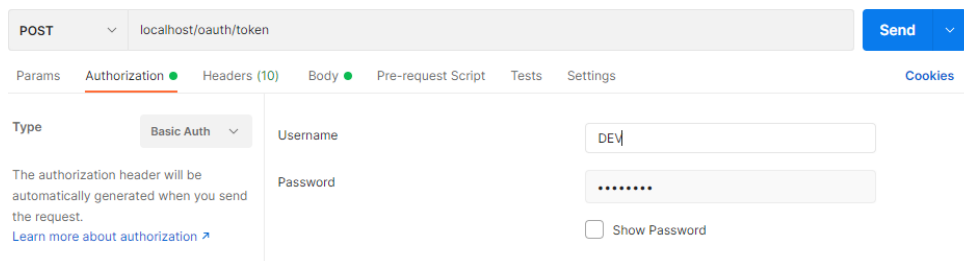 POST localhost/oauth/token Send
Params Authorization Headers (10) Body Pre-request Script Tests Settings Cookies
Type Basic Auth
The authorization header will be
automatically generated when you send
the request.
Learn more about authorization ↗
Username DEV
Password ••••••••
Show Password